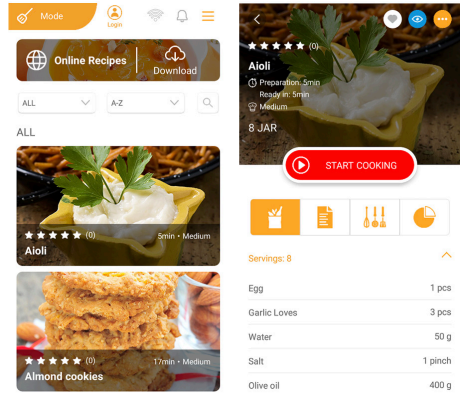 Mode
Login
Online Recipes
Download
ALL
A-Z
ALL
(0)
5min • Medium
Aioli
(0)
17min • Medium
Almond cookies
(0)
Aioli
Preparation: 5min
Ready in: 5min
Medium
8 JAR
START COOKING
Servings: 8
Egg 1 pcs
Garlic Loves 3 pcs
Water 50 g
Salt 1 pinch
Olive oil 400 g